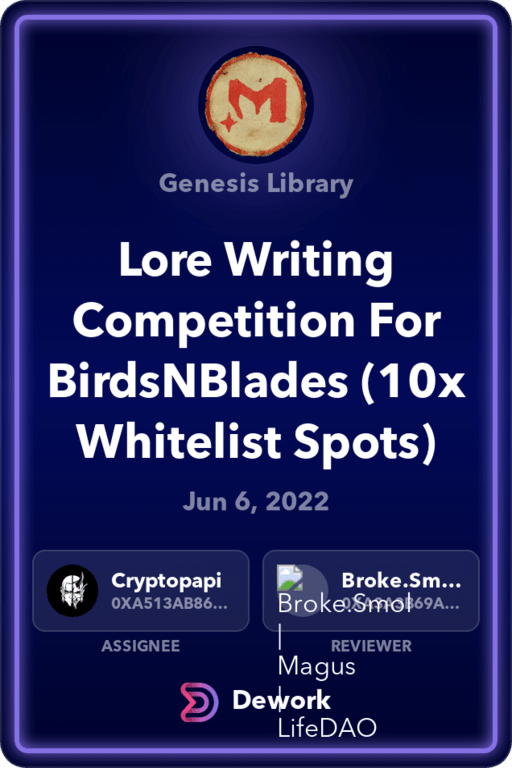 Genesis Library
Lore Writing
Competition For
BirdsNBlades (10x
Whitelist Spots)
Jun 6, 2022
Cryptopapi
0XA513AB86...
ASSIGNEE
Broke.Sm...
Broke.Smol
|
Magus
|
LifeDAO
REVIEWER
Dework